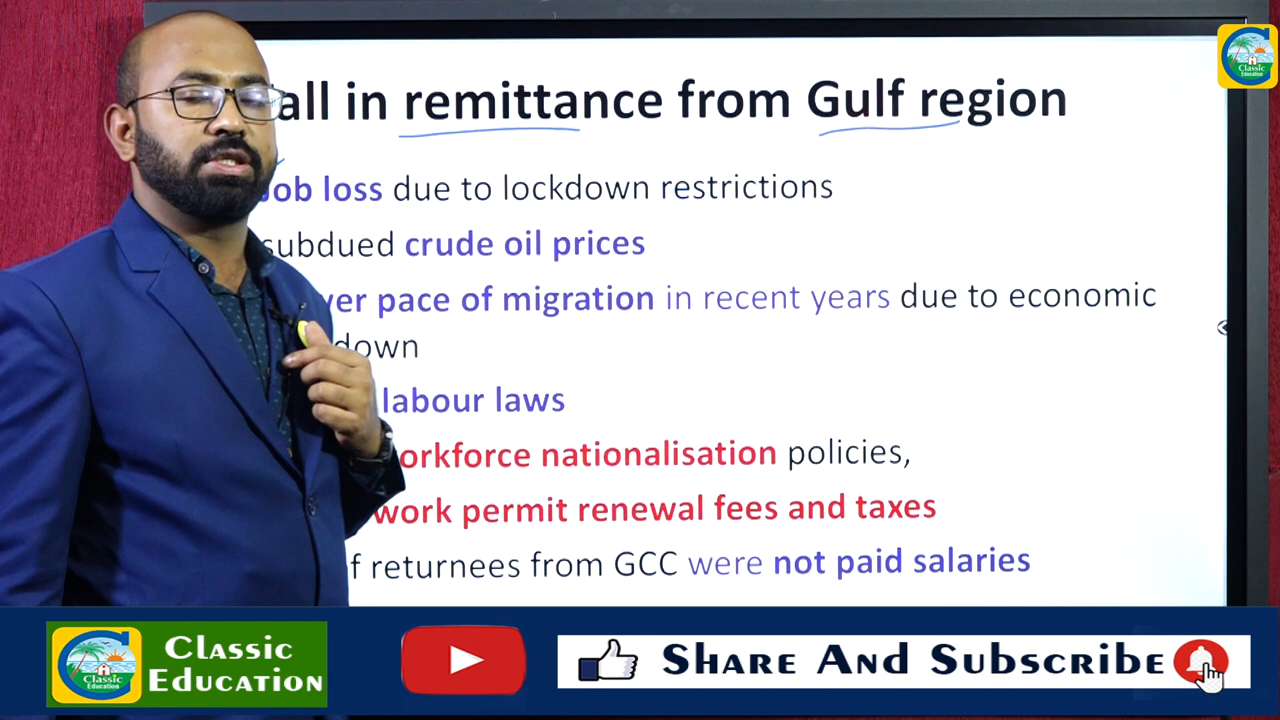 all in remittance from Gulf region
Job loss due to lockdown restrictions
subdued crude oil prices
pace of migration in recent years due to economic
down
labour laws
nationalisation policies,
work permit renewal fees and taxes
returnees from GCC were not paid salaries
Classic
Education
Classic
Education
Classic
Education
Share And Subscribe